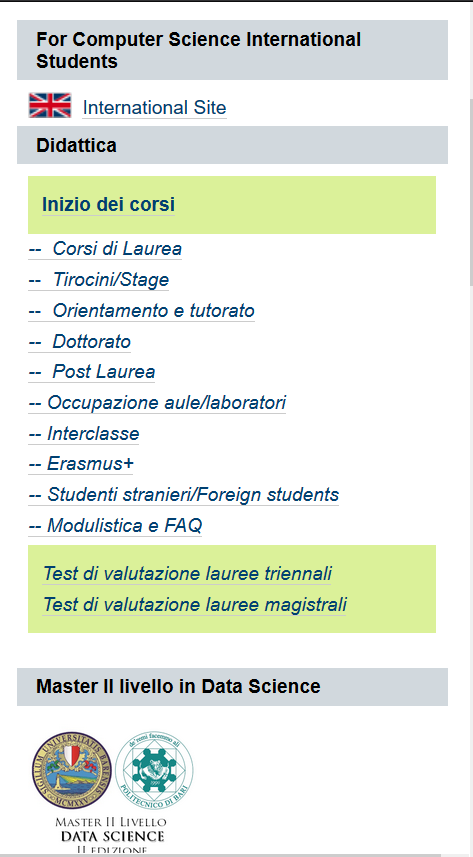 For Computer Science International
Students
International Site
Didattica
Inizio dei corsi
-- Corsi di Laurea
-- Tirocini/Stage
-- Orientamento e tutorato
-- Dottorato
-- Post Laurea
-- Occupazione aule/laboratori
-- Interclasse
-- Erasmus+
-- Studenti stranieri/Foreign students
-- Modulistica e FAQ
Test di valutazione lauree triennali
Test di valutazione lauree magistrali
Master II livello in Data Science
SIGILLUM UNIVERSITATIS BARENSIS
MCMXXV
de' remi facemmo ali
POLITECNICO DI BARI
MASTER II LIVELLO
DATA SCIENCE
II EDIZIONE